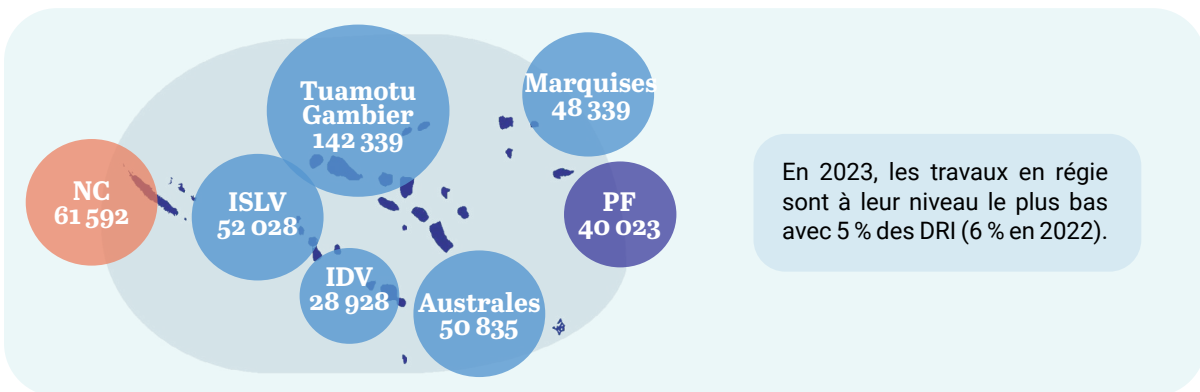 Tuamotu
Gambier
142 339
Marquises
48 339
NC
61 592
ISLV
52 028
PF
40 023
IDV
28 928
Australes
50 835
En 2023, les travaux en régie
sont à leur niveau le plus bas
avec 5 % des DRI (6 % en 2022).